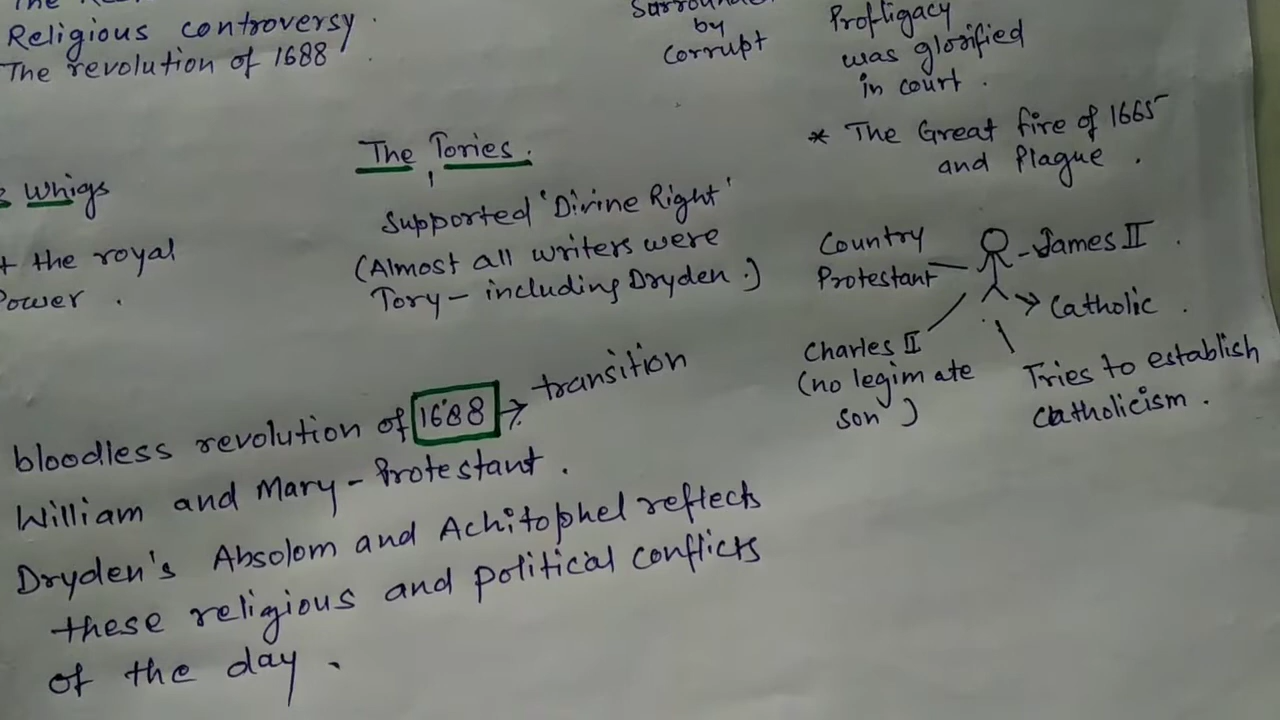 The
Religious controversy.
The revolution of 1688.
by
corrupt
Profligacy
was glorified
in court.
* The Great fire of 1665
and Plague.
Whigs
the royal
Power.
The Tories.
Supported 'Divine Right'
(Almost all writers were
Tory - including Dryden.)
Country
Protestant
James II.
Catholic.
Charles II
(no legimate
son)
Tries to establish
Catholicism.
bloodless revolution of 1688 → transition
William and Mary - Protestant.
Dryden's Absolom and Achitophel reflects
these religious and political conflicts
of the day.